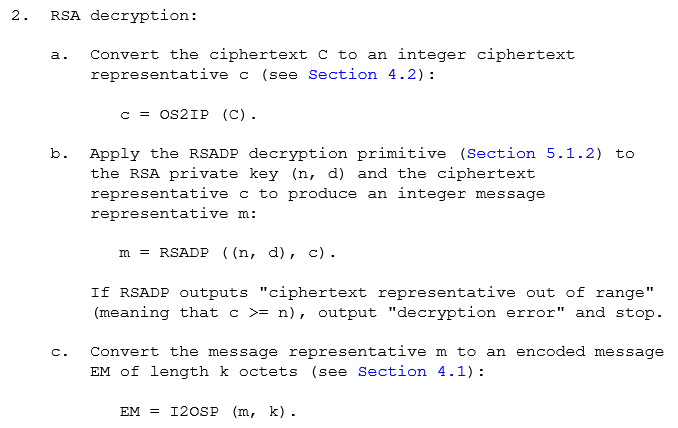 2. RSA decryption:
a. Convert the ciphertext C to an integer ciphertext
representative c (see Section 4.2):
c = OS2IP (C).
b. Apply the RSADP decryption primitive (Section 5.1.2) to
the RSA private key (n, d) and the ciphertext
representative c to produce an integer message
representative m:
m = RSADP ((n, d), c).
If RSADP outputs "ciphertext representative out of range"
(meaning that c >= n), output "decryption error" and stop.
c. Convert the message representative m to an encoded message
EM of length k octets (see Section 4.1):
EM = I2OSP (m, k).